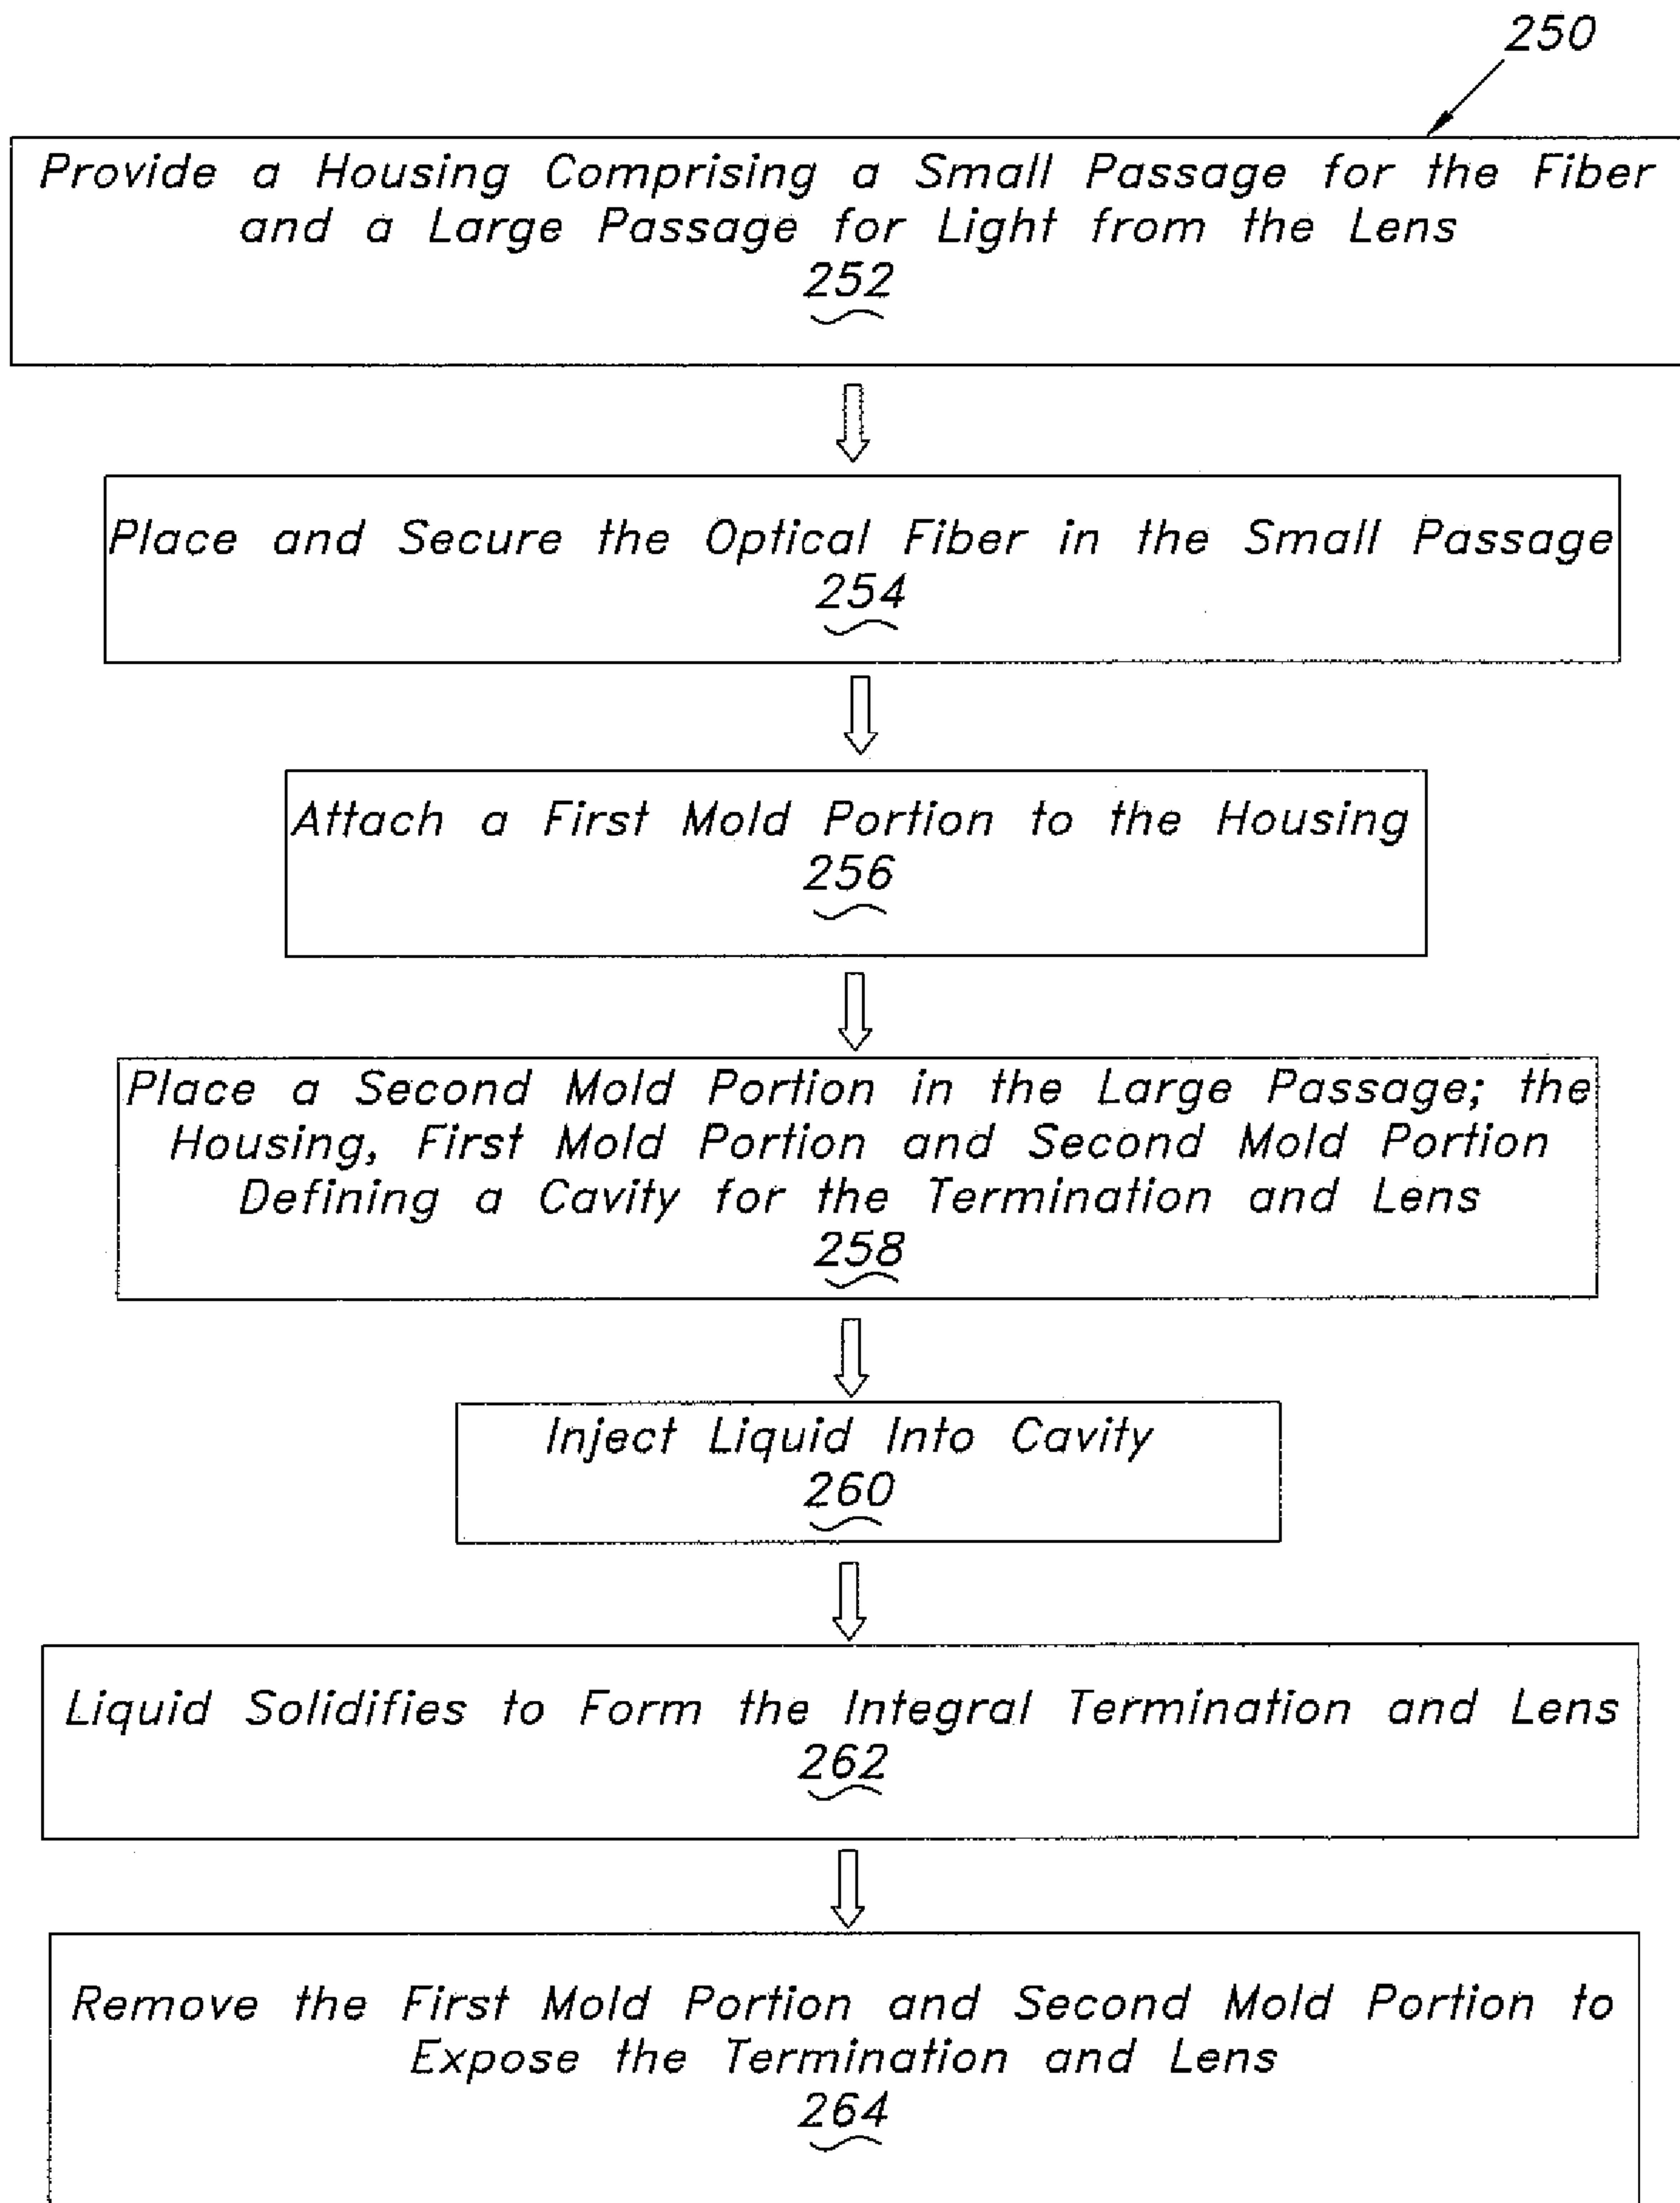 250
Provide a Housing Comprising a Small Passage for the Fiber
and a Large Passage for Light from the Lens
252
Place and Secure the Optical Fiber in the Small Passage
254
Attach a First Mold Portion to the Housing
256
Place a Second Mold Portion in the Large Passage; the
Housing, First Mold Portion and Second Mold Portion
Defining a Cavity for the Termination and Lens
258
Inject Liquid Into Cavity
260
Liquid Solidifies to Form the Integral Termination and Lens
262
Remove the First Mold Portion and Second Mold Portion to
Expose the Termination and Lens
264